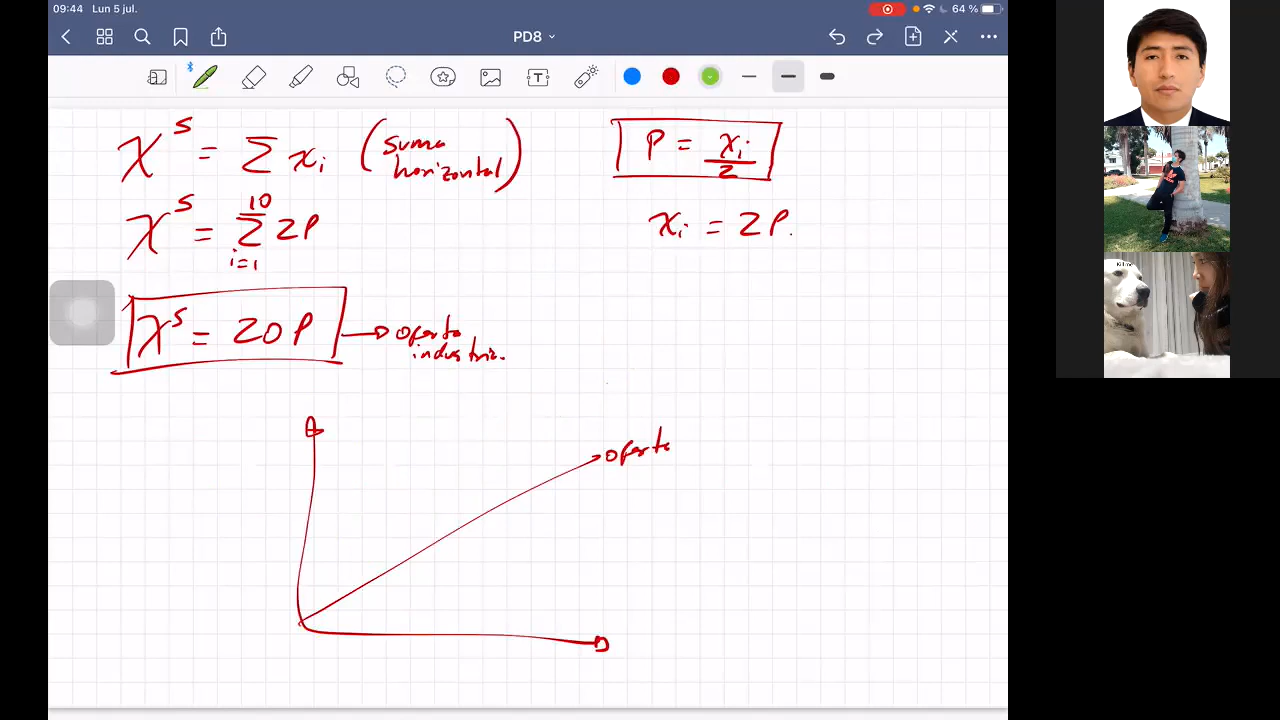 09:44 Lun 5 jul.
64 %
PD8
X^S = Σ x_i (suma horizontal)
P = x_i/2
X^S = Σ_{i=1}^{10} 2P
x_i = 2P.
X^S = 20P → oferta industria.
oferta